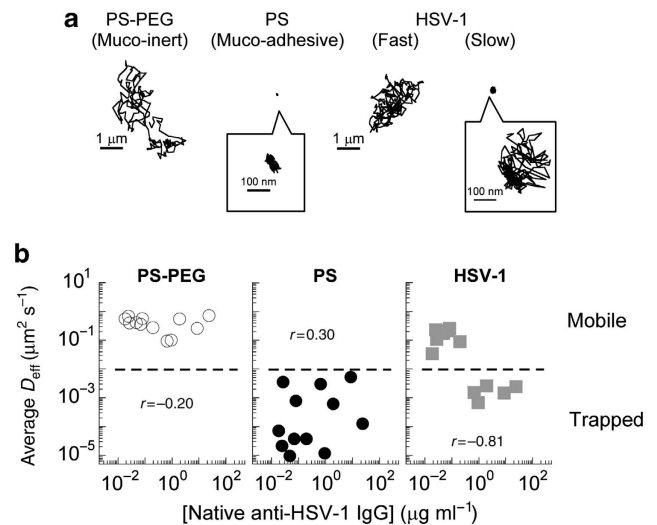 a
PS-PEG PS HSV-1
(Muco-inert) (Muco-adhesive) (Fast) (Slow)
1 μm 1 μm
100 nm 100 nm
b
PS-PEG PS HSV-1
Average D_eff (μm² s⁻¹)
10¹
10⁻¹
10⁻³
10⁻⁵
r=−0.20
r=0.30
r=−0.81
Mobile
Trapped
10⁻² 10⁰ 10² 10⁻² 10⁰ 10² 10⁻² 10⁰ 10²
[Native anti-HSV-1 IgG] (μg ml⁻¹)